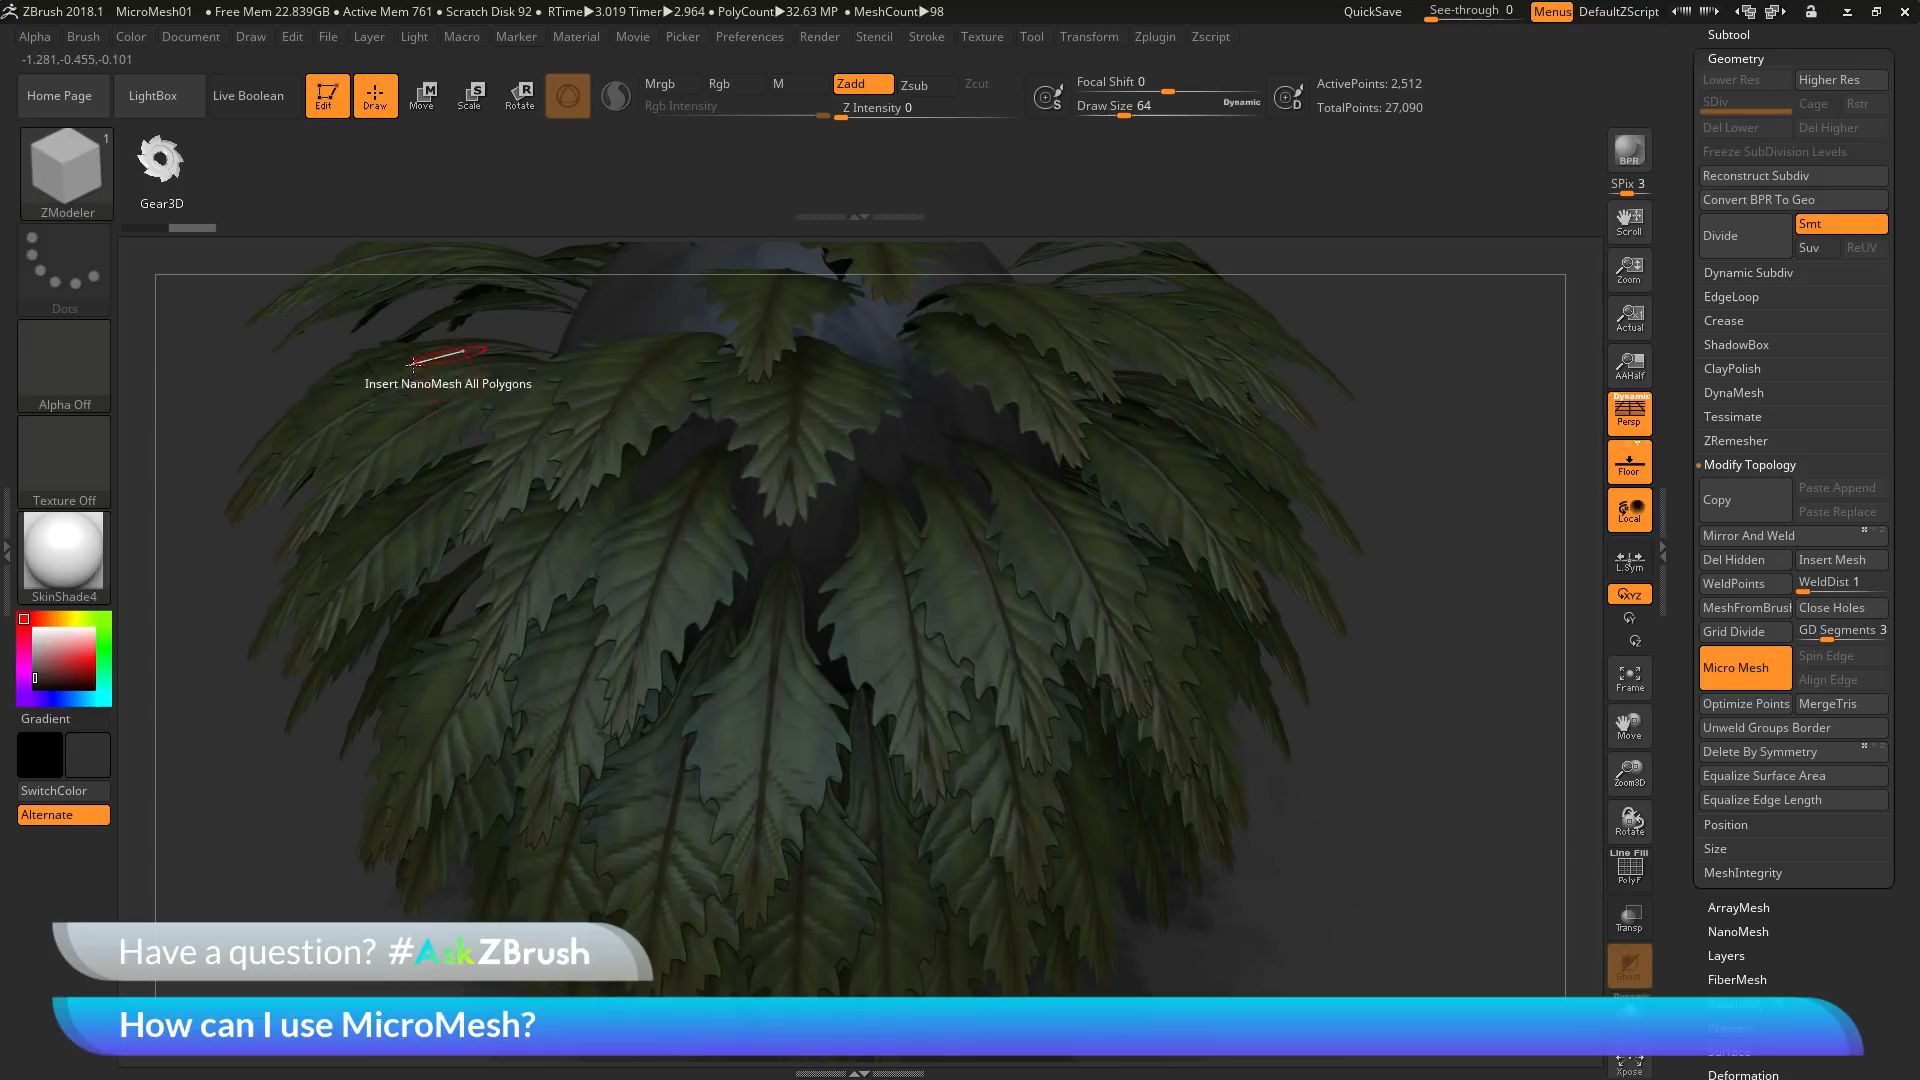 ZBrush 2018.1 MicroMesh01 • Free Mem 22.839GB • Active Mem 761 • Scratch Disk 92 • RTime▶3.019 Timer▶2.964 • PolyCount▶32.63 MP • MeshCount▶98 QuickSave See-through 0 Menus DefaultZScript
Alpha Brush Color Document Draw Edit File Layer Light Macro Marker Material Movie Picker Preferences Render Stencil Stroke Texture Tool Transform Zplugin Zscript
-1.281,-0.455,-0.101
Home Page LightBox Live Boolean Edit Draw Move Scale Rotate
Mrgb Rgb M Zadd Zsub Zcut
Rgb Intensity Z Intensity 0
Focal Shift 0
Draw Size 64 Dynamic
ActivePoints: 2,512
TotalPoints: 27,090
1
ZModeler
Gear3D
Dots
Alpha Off
Texture Off
SkinShade4
Gradient
SwitchColor
Alternate
Insert NanoMesh All Polygons
BPR
SPix 3
Scroll
Zoom
Actual
AAHalf
Dynamic
Persp
Floor
Local
L.Sym
XYZ
Frame
Move
Zoom3D
Rotate
Line Fill
PolyF
Transp
Ghost
Xpose
Subtool
Geometry
Lower Res Higher Res
SDiv Cage Rstr
Del Lower Del Higher
Freeze SubDivision Levels
Reconstruct Subdiv
Convert BPR To Geo
Divide Smt
Suv ReUV
Dynamic Subdiv
EdgeLoop
Crease
ShadowBox
ClayPolish
DynaMesh
Tessimate
ZRemesher
Modify Topology
Copy Paste Append
Paste Replace
Mirror And Weld
Del Hidden Insert Mesh
WeldPoints WeldDist 1
MeshFromBrush Close Holes
Grid Divide GD Segments 3
Micro Mesh Spin Edge
Align Edge
Optimize Points MergeTris
Unweld Groups Border
Delete By Symmetry
Equalize Surface Area
Equalize Edge Length
Position
Size
MeshIntegrity
ArrayMesh
NanoMesh
Layers
FiberMesh
Deformation
Have a question? #AskZBrush
How can I use MicroMesh?